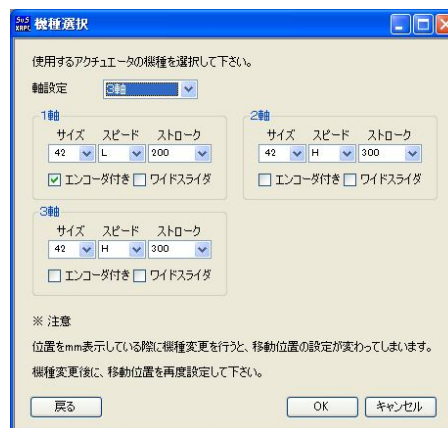 SUS
XRPL
機種選択
使用するアクチュエータの機種を選択して下さい。
軸設定 3軸
1軸
サイズ スピード ストローク
42 L 200
エンコーダ付き ワイドスライダ
2軸
サイズ スピード ストローク
42 H 300
エンコーダ付き ワイドスライダ
3軸
サイズ スピード ストローク
42 H 300
エンコーダ付き ワイドスライダ
※ 注意
位置をmm表示している際に機種変更を行うと、移動位置の設定が変わってしまいます。
機種変更後に、移動位置を再度設定して下さい。
戻る OK キャンセル